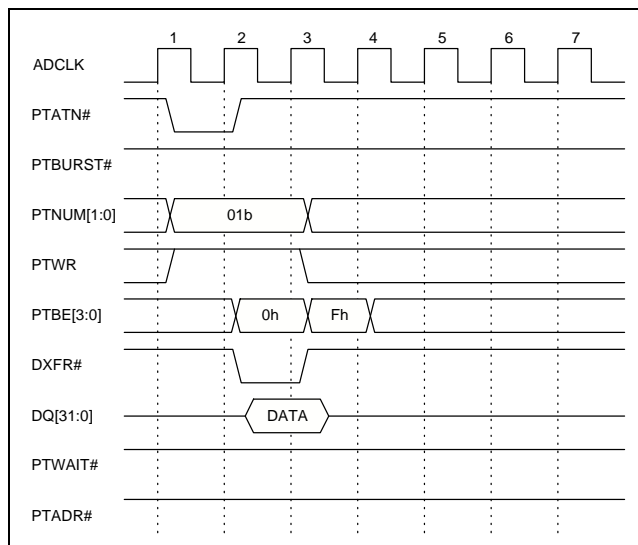 1 2 3 4 5 6 7
ADCLK
PTATN#
PTBURST#
PTNUM[1:0] 01b
PTWR
PTBE[3:0] 0h Fh
DXFR#
DQ[31:0] DATA
PTWAIT#
PTADR#